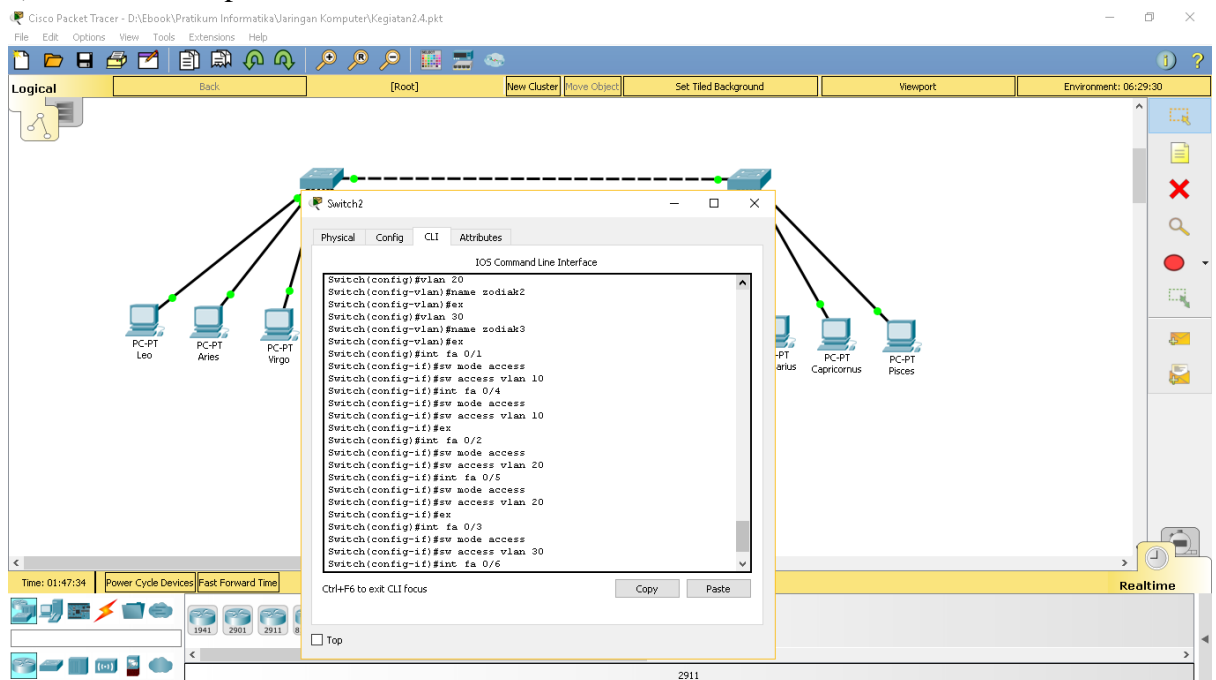 Cisco Packet Tracer - D:\Ebook\Pratikum Informatika\Jaringan Komputer\Kegiatan2.4.pkt
File Edit Options View Tools Extensions Help
Logical Back [Root] New Cluster Move Object Set Tiled Background Viewport Environment: 06:29:30
Switch2
Physical Config CLI Attributes
IOS Command Line Interface
Switch(config)#vlan 20
Switch(config-vlan)#name zodiak2
Switch(config-vlan)#ex
Switch(config)#vlan 30
Switch(config-vlan)#name zodiak3
Switch(config-vlan)#ex
Switch(config)#int fa 0/1
Switch(config-if)#sw mode access
Switch(config-if)#sw access vlan 10
Switch(config-if)#int fa 0/4
Switch(config-if)#sw mode access
Switch(config-if)#sw access vlan 10
Switch(config-if)#ex
Switch(config)#int fa 0/2
Switch(config-if)#sw mode access
Switch(config-if)#sw access vlan 20
Switch(config-if)#int fa 0/5
Switch(config-if)#sw mode access
Switch(config-if)#sw access vlan 20
Switch(config-if)#ex
Switch(config)#int fa 0/3
Switch(config-if)#sw mode access
Switch(config-if)#sw access vlan 30
Switch(config-if)#int fa 0/6
Ctrl+F6 to exit CLI focus Copy Paste
Top
PC-PT
Leo
PC-PT
Aries
PC-PT
Virgo
-PT
arius
PC-PT
Capricornus
PC-PT
Pisces
Time: 01:47:34 Power Cycle Devices Fast Forward Time Realtime
1941 2901 2911 8
2911